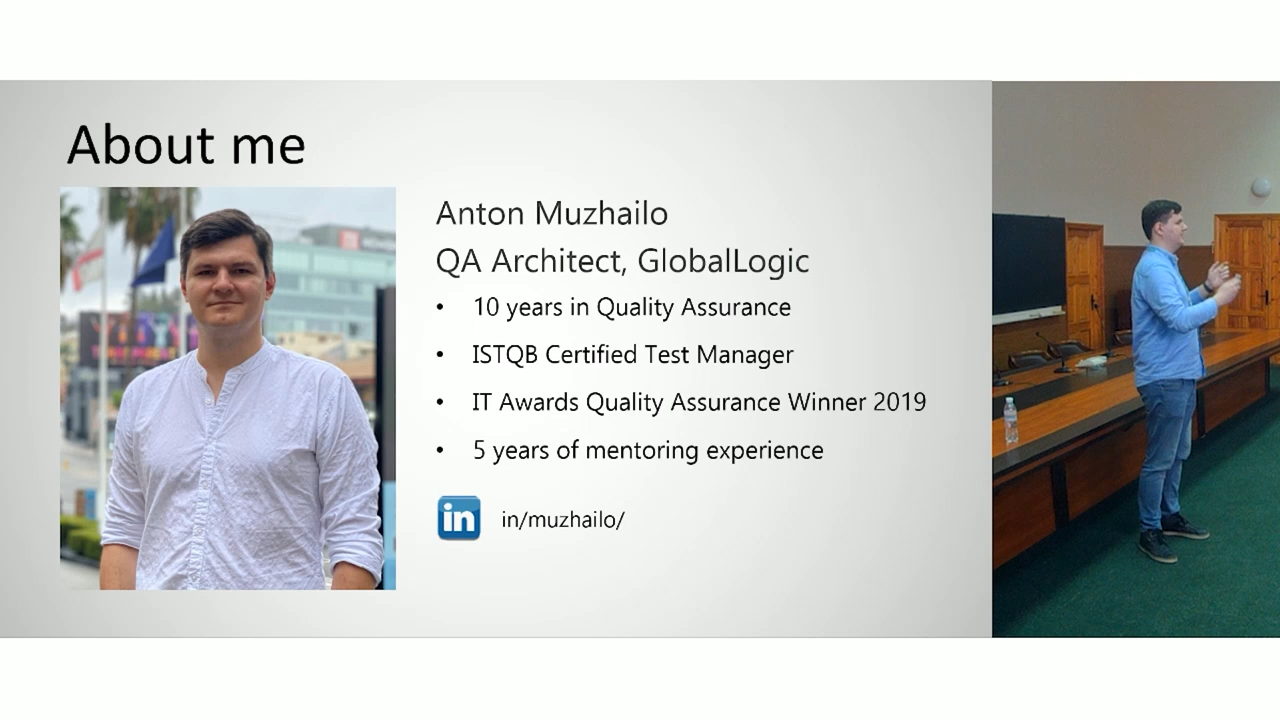 About me
Anton Muzhailo
QA Architect, GlobalLogic
• 10 years in Quality Assurance
• ISTQB Certified Test Manager
• IT Awards Quality Assurance Winner 2019
• 5 years of mentoring experience
in in/muzhailo/